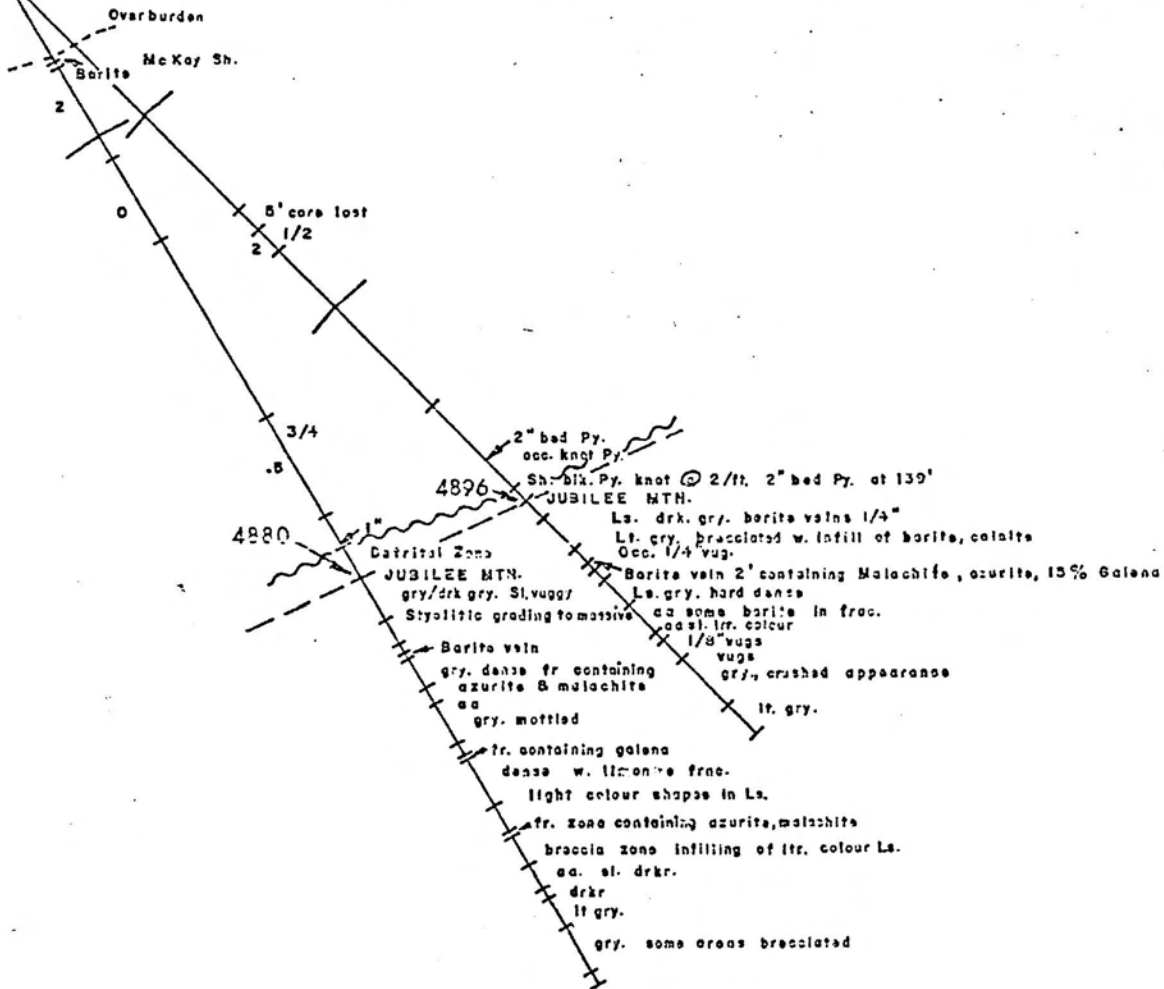 Overburden
McKay Sh.
Barite
2
0
5' core lost
1/2
2
3/4
.5
2" bed Py.
occ. knot Py.
Sh. blk. Py. knot @ 2/ft. 2" bed Py. at 139'
4896
JUBILEE MTN.
Ls. drk. gry. barite veins 1/4"
Lt. gry. brecciated w. infill of barite, calcite
Occ. 1/4" vug.
Barite vein 2' containing Malachite, azurite, 15% Galena
Ls. gry. hard dense
aa some barite in frac.
aa sl. ltr. colour
1/8" vugs
vugs
gry., crushed appearance
lt. gry.
1"
4880
Detrital Zone
JUBILEE MTN.
gry/drk gry. Sl. vuggy
Styolitic grading to massive
Barite vein
gry. dense fr containing
azurite & malachite
aa
gry. mottled
fr. containing galena
dense w. limonite frac.
light colour shapes in Ls.
fr. zone containing azurite, malachite
breccia zone infilling of ltr. colour Ls.
aa. sl. drkr.
drkr
lt gry.
gry. some areas brecciated